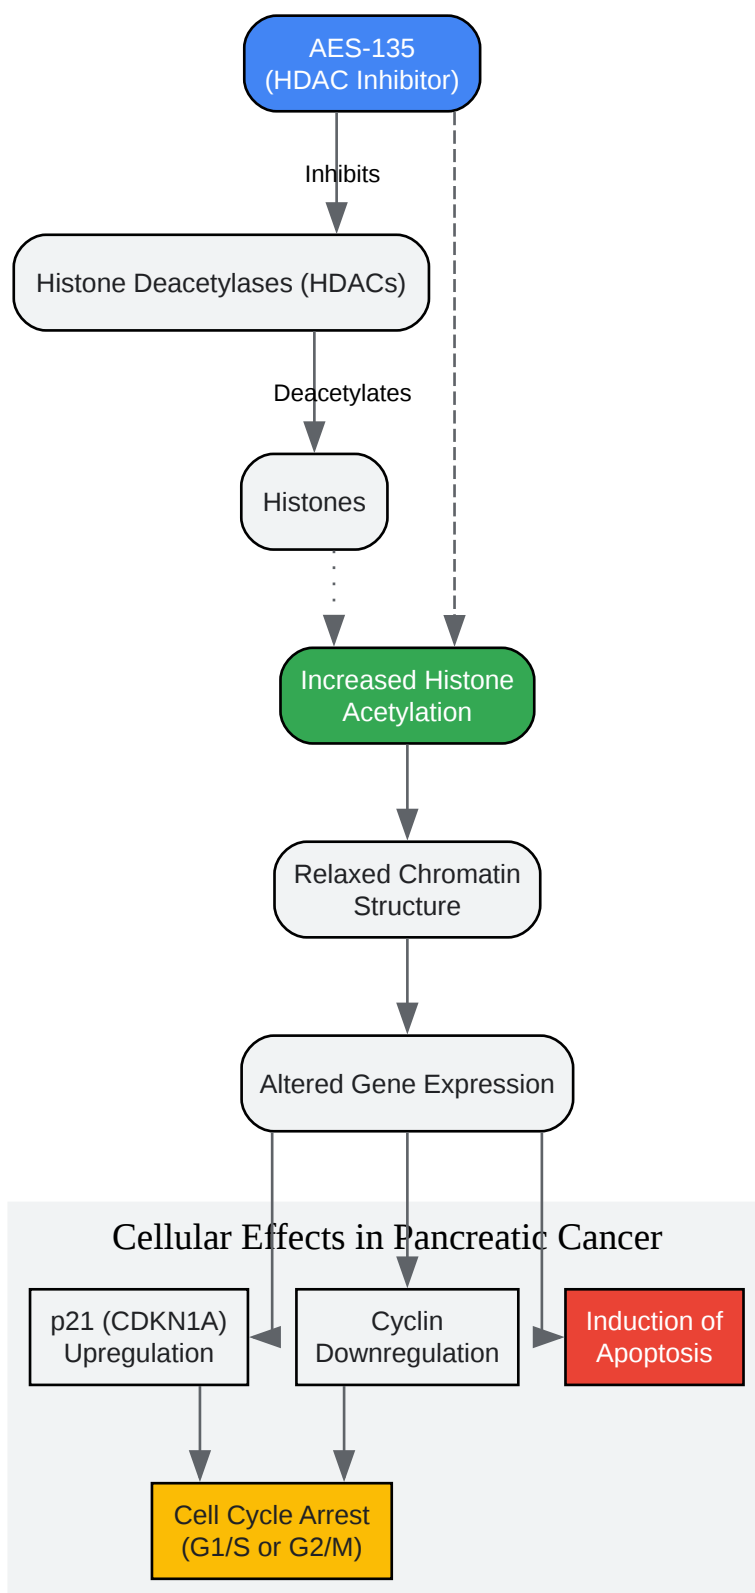 AES-135
(HDAC Inhibitor)
Inhibits
Histone Deacetylases (HDACs)
Deacetylates
Histones
Increased Histone
Acetylation
Relaxed Chromatin
Structure
Altered Gene Expression
Cellular Effects in Pancreatic Cancer
p21 (CDKN1A)
Upregulation
Cyclin
Downregulation
Induction of
Apoptosis
Cell Cycle Arrest
(G1/S or G2/M)